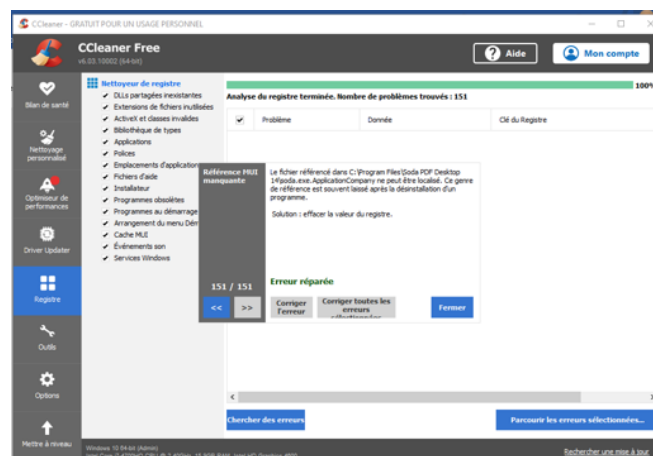 CCleaner - GRATUIT POUR UN USAGE PERSONNEL
CCleaner Free
v6.03.10002 (64-bit)
Aide
Mon compte
Bilan de santé
Nettoyage
personnalisé
Optimiseur de
performances
Driver Updater
Registre
Outils
Options
Mettre à niveau
Nettoyeur de registre
DLLs partagées inexistantes
Extensions de fichiers inutilisées
ActiveX et classes invalides
Bibliothèque de types
Applications
Polices
Emplacements d'application
Fichiers d'aide
Installateur
Programmes obsolètes
Programmes au démarrage
Arrangement du menu Dém
Cache MUI
Événements son
Services Windows
100%
Analyse du registre terminée. Nombre de problèmes trouvés : 151
Problème
Donnée
Clé du Registre
Référence MUI
manquante
Le fichier référencé dans C:\Program Files\Soda PDF Desktop
14\poda.exe.ApplicationCompany ne peut être localisé. Ce genre
de référence est souvent laissé après la désinstallation d'un
programme.
Solution : effacer la valeur du registre.
151 / 151
Erreur réparée
<<
>>
Corriger
l'erreur
Corriger toutes les
erreurs
sélectionnées
Fermer
Chercher des erreurs
Parcourir les erreurs sélectionnées...
Windows 10 64-bit (Admin)
Rechercher une mise à jour